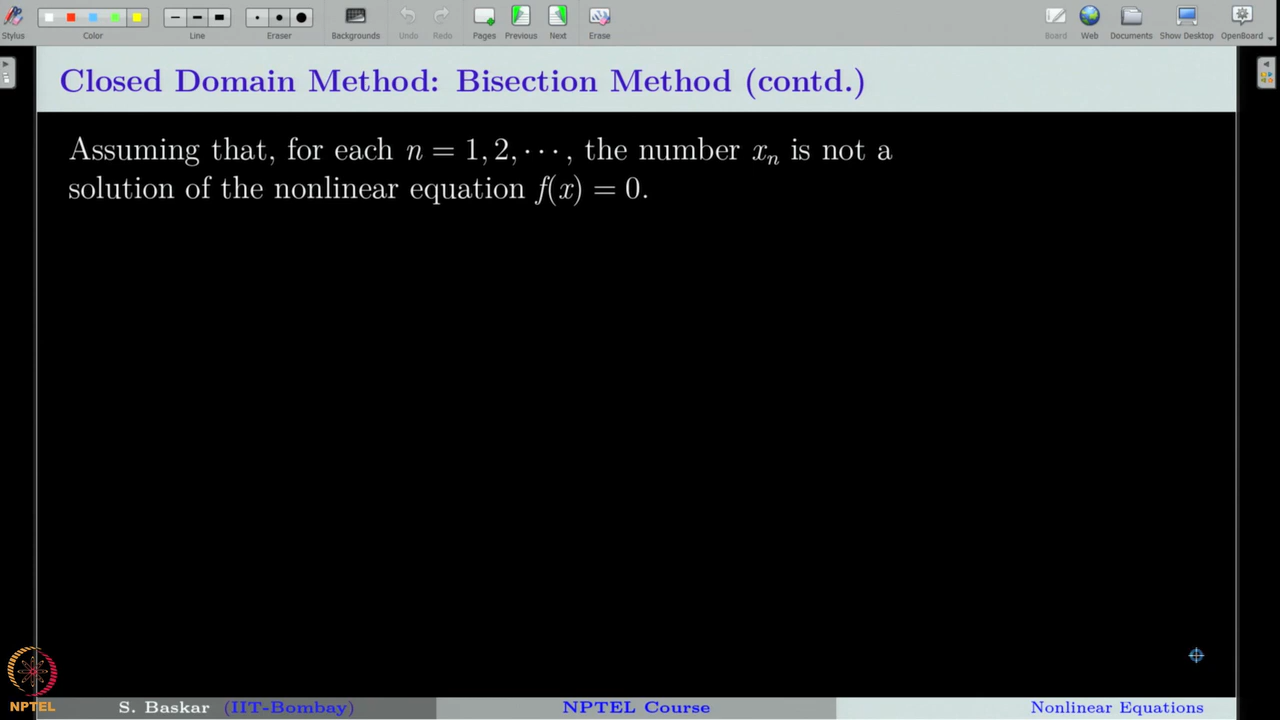 Stylus Color Line Eraser Backgrounds Undo Redo Pages Previous Next Erase Board Web Documents Show Desktop OpenBoard
Closed Domain Method: Bisection Method (contd.)
Assuming that, for each n = 1, 2, ⋯, the number xₙ is not a
solution of the nonlinear equation f(x) = 0.
NPTEL
S. Baskar (IIT-Bombay) NPTEL Course Nonlinear Equations